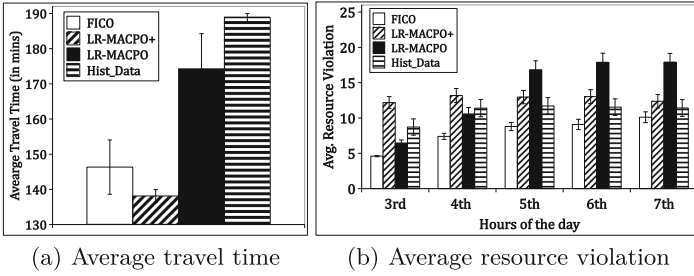 Avearge Travel Time (in mins)
190
180
170
160
150
140
130
FICO
LR-MACPO+
LR-MACPO
Hist_Data
(a) Average travel time
Avg. Resource Violation
25
20
15
10
5
0
FICO
LR-MACPO+
LR-MACPO
Hist_Data
3rd 4th 5th 6th 7th
Hours of the day
(b) Average resource violation